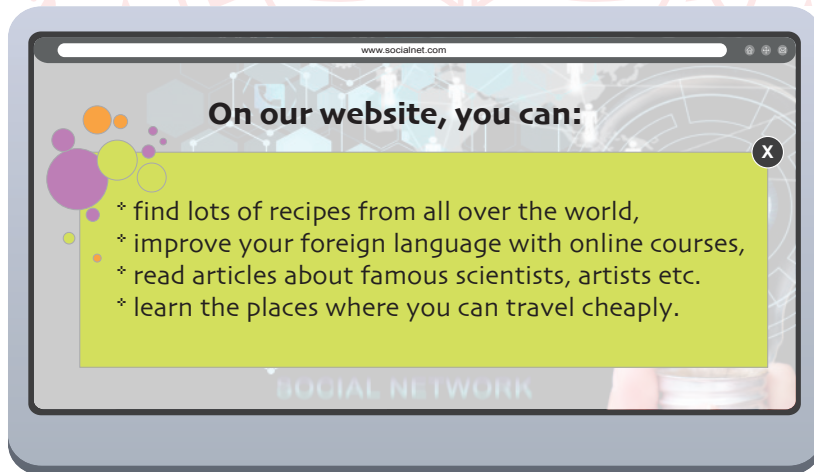 www.socialnet.com
On our website, you can:
X
* find lots of recipes from all over the world,
* improve your foreign language with online courses,
* read articles about famous scientists, artists etc.
* learn the places where you can travel cheaply.
SOCIAL NETWORK